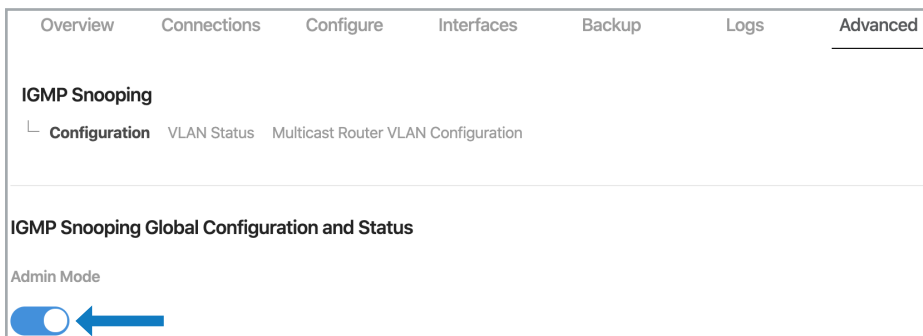 Overview Connections Configure Interfaces Backup Logs Advanced
IGMP Snooping
Configuration VLAN Status Multicast Router VLAN Configuration
IGMP Snooping Global Configuration and Status
Admin Mode